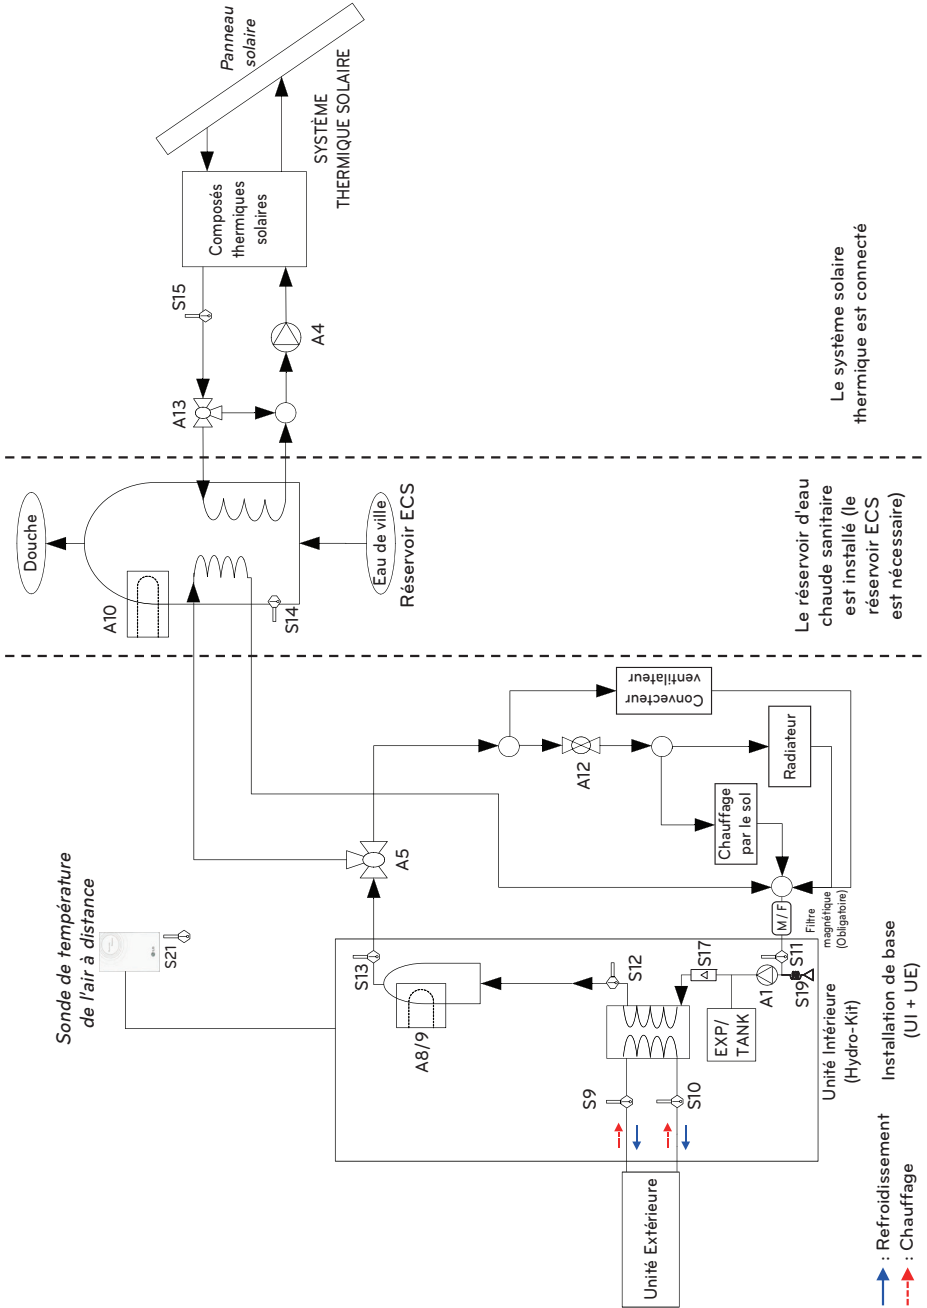 Panneau
solaire
SYSTÈME
THERMIQUE SOLAIRE
Composés
thermiques
solaires
S15
A4
A13
Le système solaire
thermique est connecté
Douche
Eau de ville
Réservoir ECS
A10
S14
Le réservoir d'eau
chaude sanitaire
est installé (le
réservoir ECS
est nécessaire)
Convecteur
ventilateur
Radiateur
A12
Chauffage
par le sol
A5
M / F
Filtre
magnétique
(Obligatoire)
Sonde de température
de l'air à distance
S21
S13
A8/9
S12
S17
S11
A1
S19
EXP/
TANK
S9
S10
Unité Intérieure
(Hydro-Kit)
Installation de base
(UI + UE)
Unité Extérieure
: Refroidissement
: Chauffage